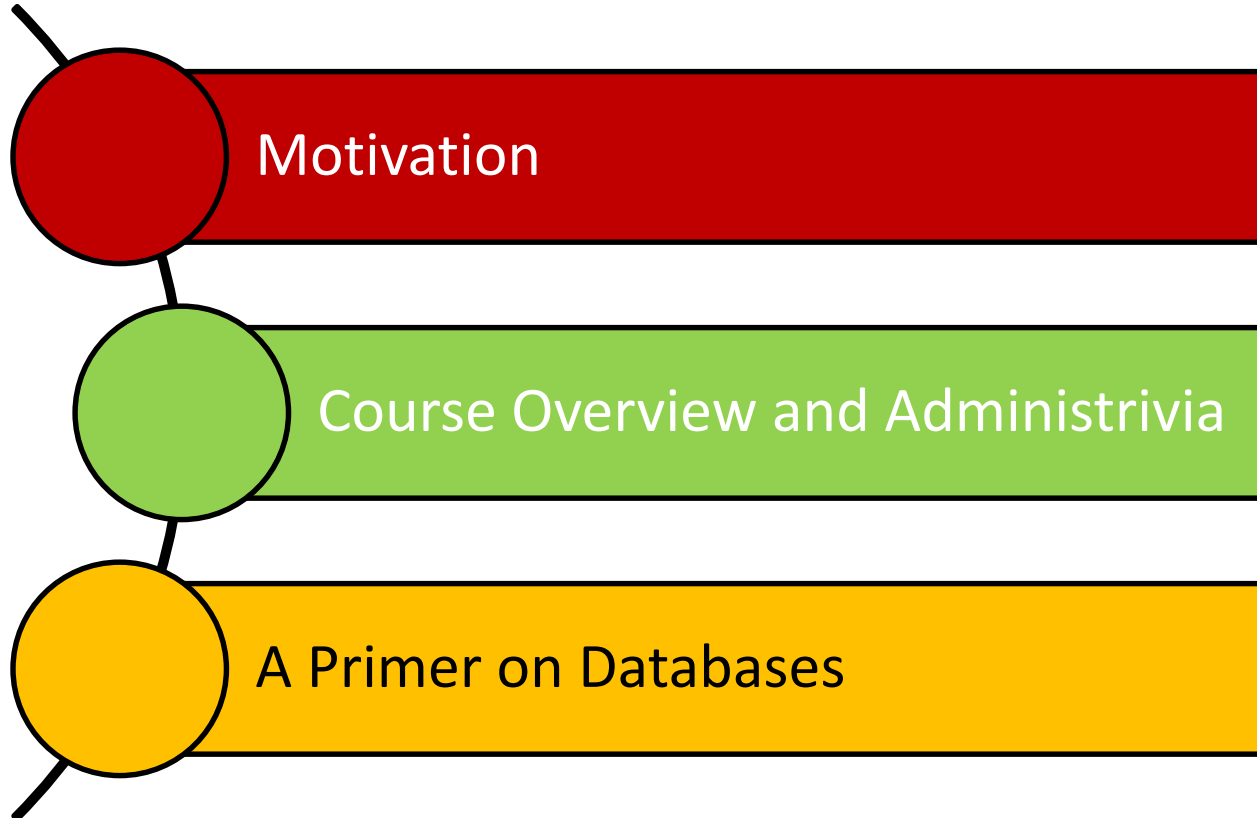 Motivation
Course Overview and Administrivia
A Primer on Databases